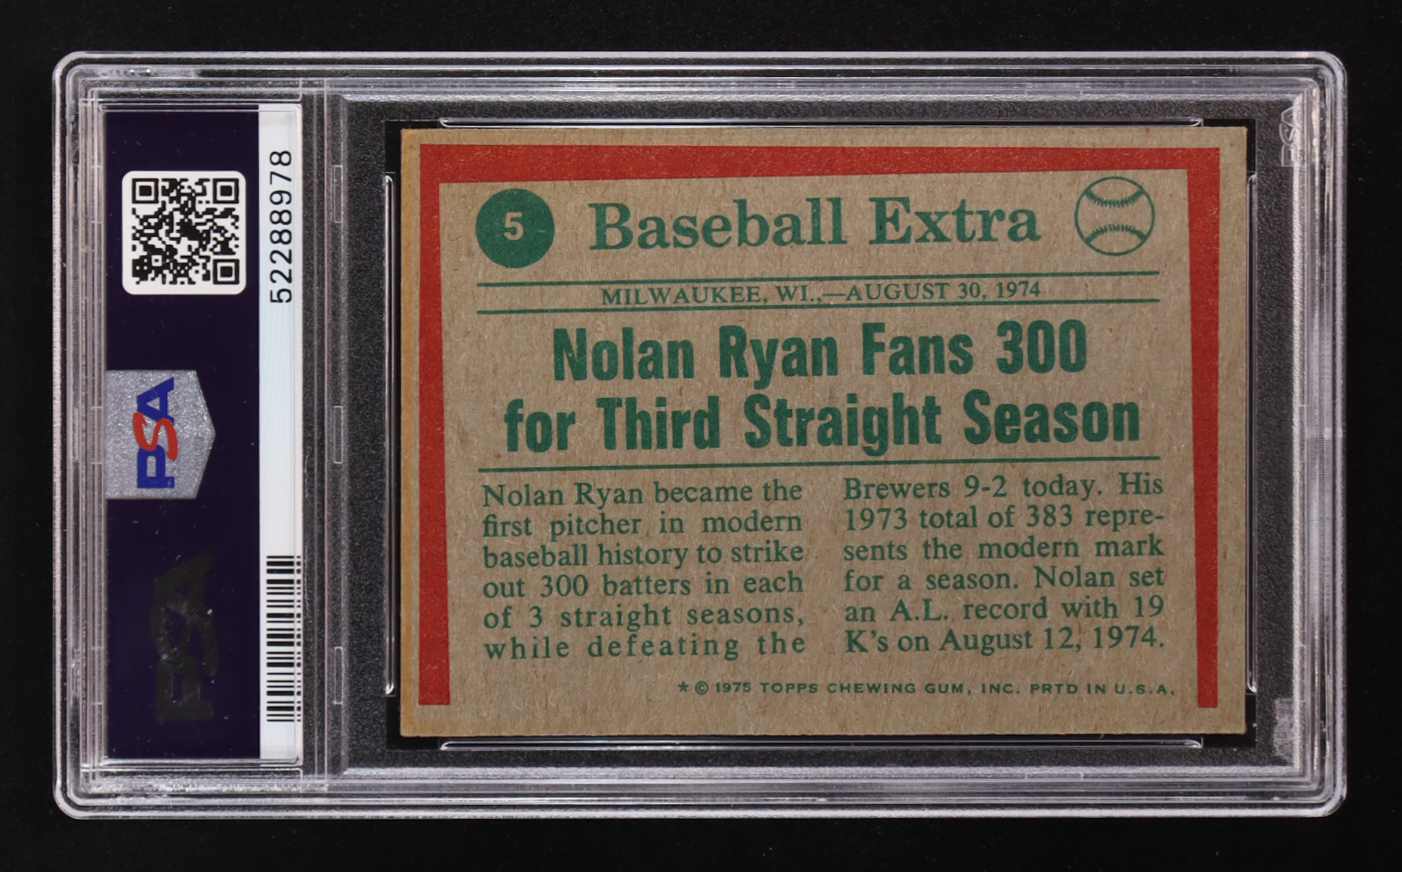 52288978
PSA
PSA
5
Baseball Extra
MILWAUKEE, WI.,—AUGUST 30, 1974
Nolan Ryan Fans 300
for Third Straight Season
Nolan Ryan became the
first pitcher in modern
baseball history to strike
out 300 batters in each
of 3 straight seasons,
while defeating the
Brewers 9-2 today. His
1973 total of 383 repre-
sents the modern mark
for a season. Nolan set
an A.L. record with 19
K's on August 12, 1974.
* © 1975 TOPPS CHEWING GUM, INC. PRTD IN U.S.A.
PSA